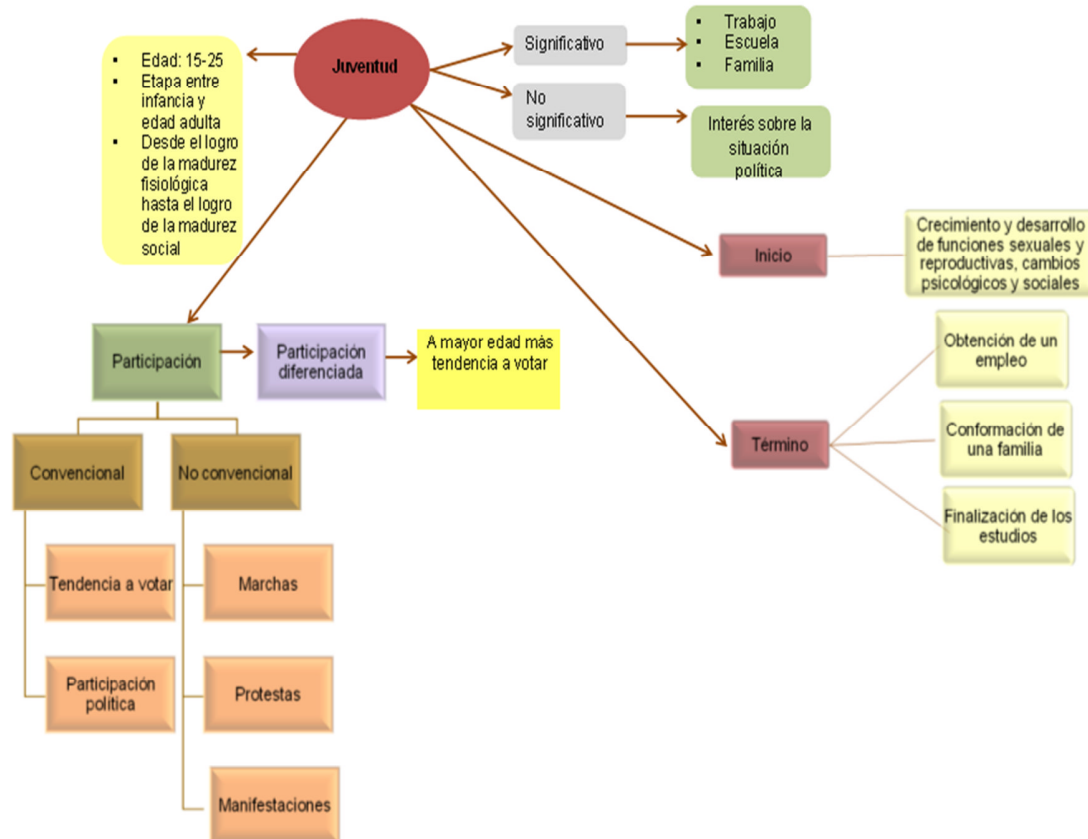 Juventud
▪ Edad: 15-25
▪ Etapa entre
infancia y
edad adulta
▪ Desde el logro
de la madurez
fisiológica
hasta el logro
de la madurez
social
Significativo
▪ Trabajo
▪ Escuela
▪ Familia
No
significativo
Interés sobre la
situación
política
Inicio
Crecimiento y desarrollo
de funciones sexuales y
reproductivas, cambios
psicológicos y sociales
Término
Obtención de un
empleo
Conformación de
una familia
Finalización de los
estudios
Participación
Participación
diferenciada
A mayor edad más
tendencia a votar
Convencional
Tendencia a votar
Participación
política
No convencional
Marchas
Protestas
Manifestaciones